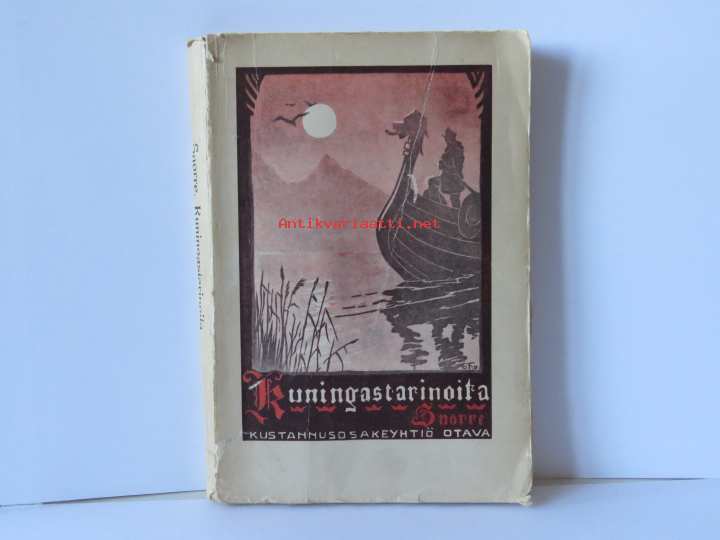 Snorre. Kuningastarinoita
Antikvariaatti.net
Kuningastarinoita
Snorre
KUSTANNUSOSAKEYHTIÖ OTAVA